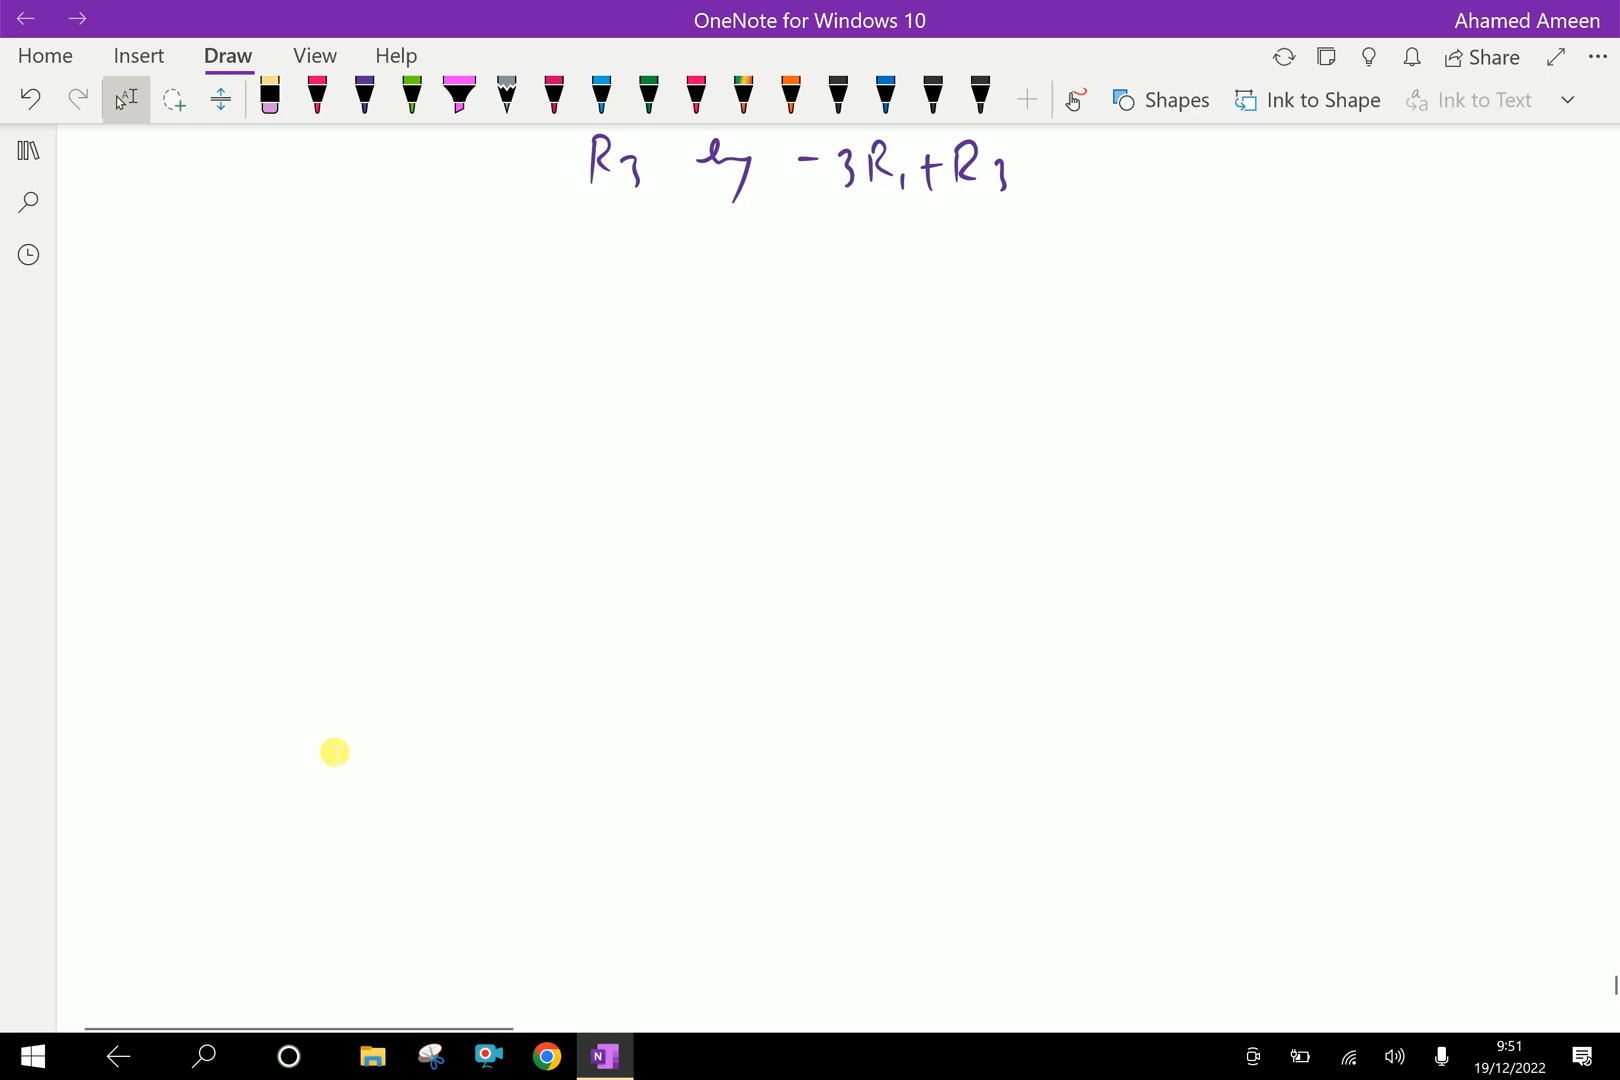 OneNote for Windows 10
Ahamed Ameen
Home Insert Draw View Help
Share
Shapes Ink to Shape Ink to Text
R3 by - 3R1 + R3
9:51
19/12/2022